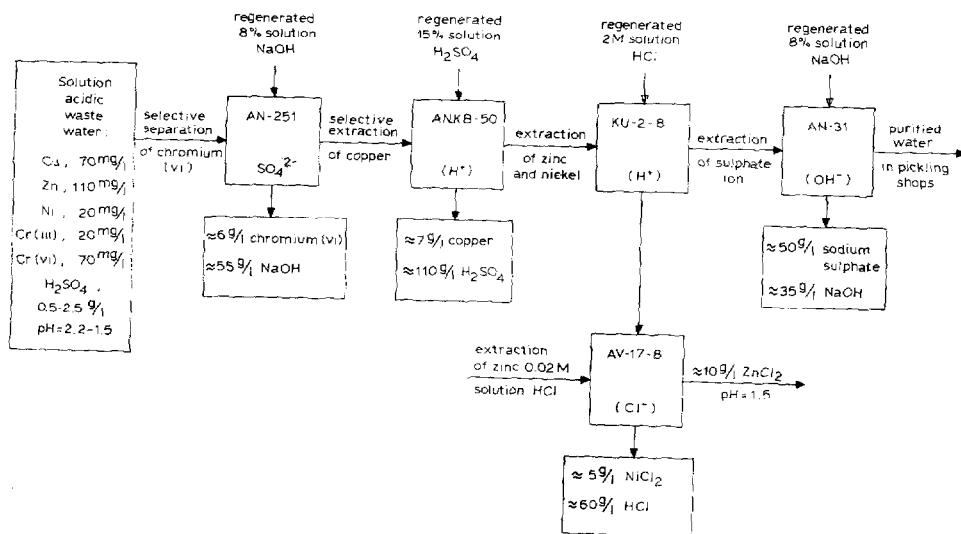 regenerated
8% solution
NaOH
regenerated
15% solution
H₂SO₄
regenerated
2M solution
HCl
regenerated
8% solution
NaOH
Solution
acidic
waste
water:
Cu, 70 mg/l
Zn, 110 mg/l
Ni, 20 mg/l
Cr(iii), 20 mg/l
Cr(vi), 70 mg/l
H₂SO₄,
0.5-2.5 g/l
pH=2.2-1.5
selective
separation
of chromium
(vi)
AN-251
SO₄²⁻
selective
extraction
of copper
ANKB-50
(H⁺)
extraction
of zinc
and nickel
KU-2-8
(H⁺)
extraction
of sulphate
ion
AN-31
(OH⁻)
purified
water
in pickling
shops
≈6 g/l chromium (vi)
≈55 g/l NaOH
≈7 g/l copper
≈110 g/l H₂SO₄
≈50 g/l sodium
sulphate
≈35 g/l NaOH
extraction
of zinc 0.02M
solution HCl
AV-17-8
(Cl⁻)
≈10 g/l ZnCl₂
pH=1.5
≈5 g/l NiCl₂
≈60 g/l HCl